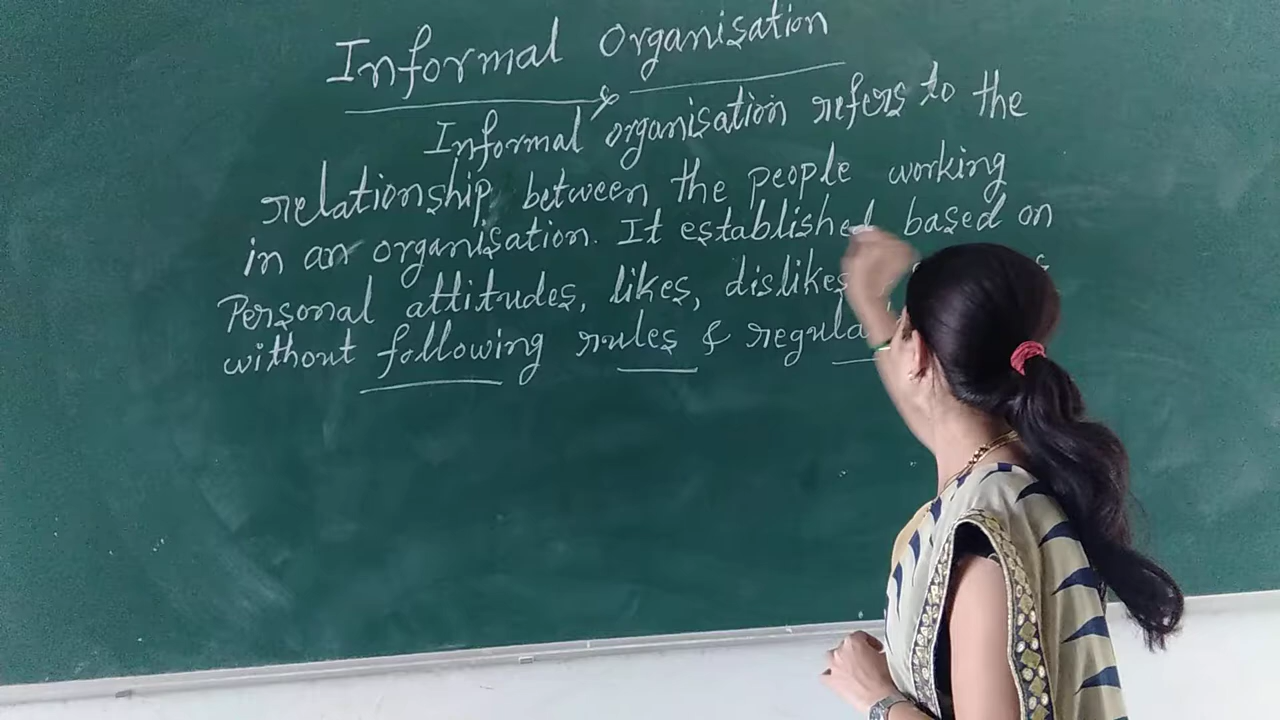 Informal Organisation
Informal organisation refers to the
relationship between the people working
in an organisation. It established based on
Personal attitudes, likes, dislikes
without following rules & regula